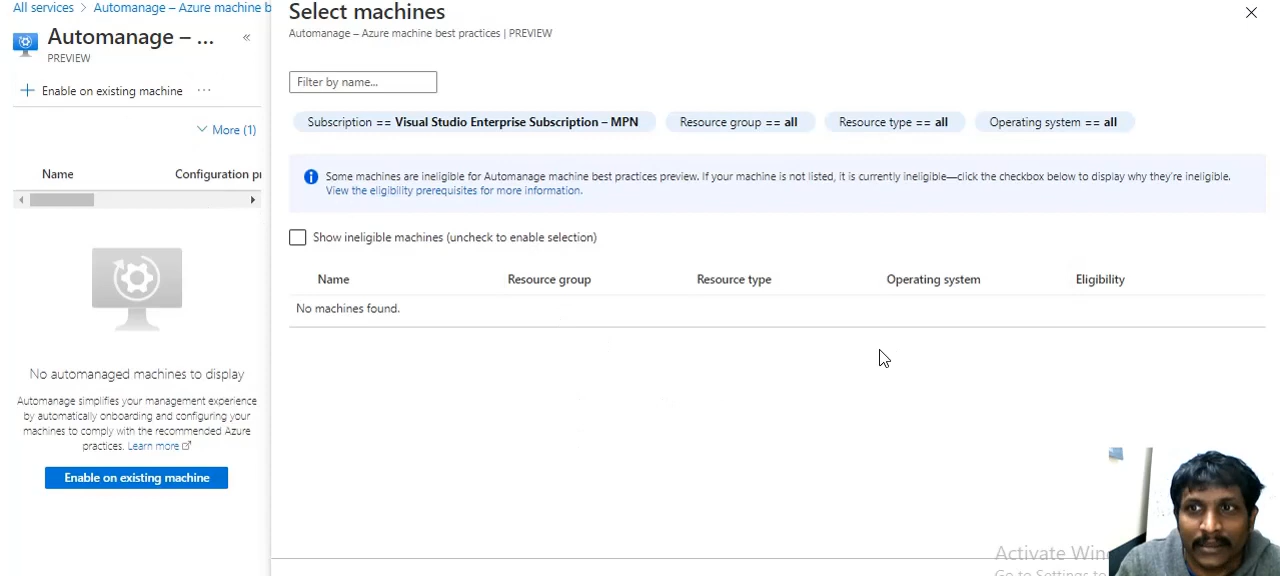 All services > Automanage – Azure machine b
Automanage – ... «
PREVIEW
+ Enable on existing machine ...
More (1)
Name Configuration p
No automanaged machines to display
Automanage simplifies your management experience
by automatically onboarding and configuring your
machines to comply with the recommended Azure
practices. Learn more
Enable on existing machine
Select machines
Automanage – Azure machine best practices | PREVIEW
Filter by name...
Subscription == Visual Studio Enterprise Subscription – MPN Resource group == all Resource type == all Operating system == all
Some machines are ineligible for Automanage machine best practices preview. If your machine is not listed, it is currently ineligible—click the checkbox below to display why they're ineligible.
View the eligibility prerequisites for more information.
Show ineligible machines (uncheck to enable selection)
Name Resource group Resource type Operating system Eligibility
No machines found.
Activate Win
Go to Settings to